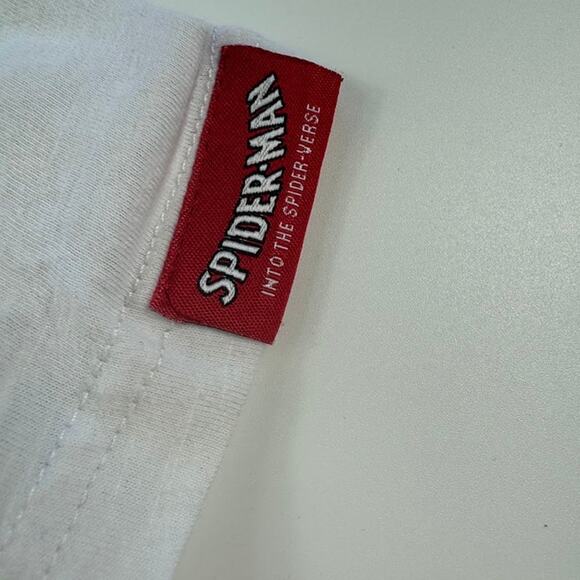 SPIDER-MAN
INTO THE SPIDER-VERSE